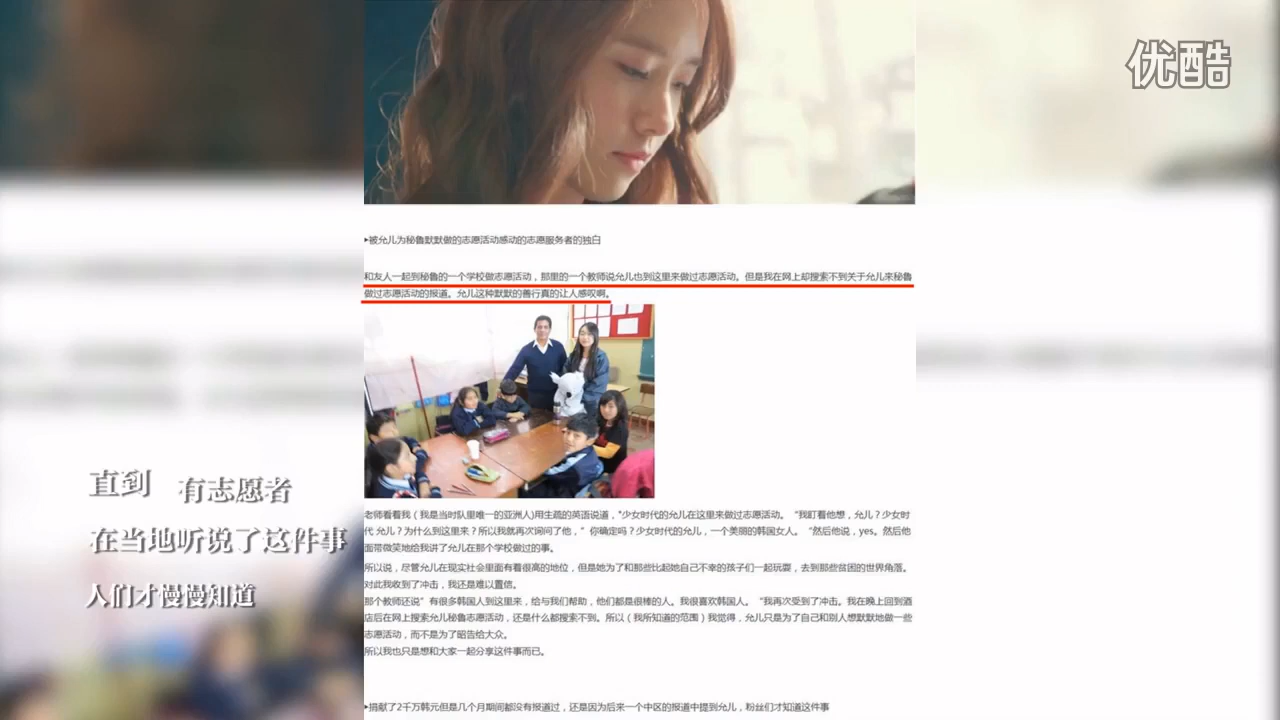 优酷
▸被允儿为秘鲁默默做的志愿活动感动的志愿服务者的独白
和友人一起到秘鲁的一个学校做志愿活动，那里的一个教师说允儿也到这里来做过志愿活动。但是我在网上却搜索不到关于允儿来秘鲁
做过志愿活动的报道。允儿这种默默的善行真的让人感叹啊。
直到 有志愿者
在当地听说了这件事
人们才慢慢知道
老师看看我（我是当时队里唯一的亚洲人)用生疏的英语说道，"少女时代的允儿在这里来做过志愿活动。“我盯着他想，允儿？少女时
代 允儿？为什么到这里来？所以我就再次询问了他，” 你确定吗？少女时代的允儿，一个美丽的韩国女人。“然后他说，yes。然后他
面带微笑地给我讲了允儿在那个学校做过的事。
所以说，尽管允儿在现实社会里面有着很高的地位，但是她为了和那些比起她自己不幸的孩子们一起玩耍，去到那些贫困的世界角落。
对此我收到了冲击，我还是难以置信。
那个教师还说” 有很多韩国人到这里来，给与我们帮助，他们都是很棒的人。我很喜欢韩国人。“我再次受到了冲击。我在晚上回到酒
店后在网上搜索允儿秘鲁志愿活动，还是什么都搜索不到。所以（我所知道的范围）我觉得，允儿只是为了自己和别人想默默地做一些
志愿活动，而不是为了昭告给大众。
所以我也只是想和大家一起分享这件事而已。
▸捐献了2千万韩元但是几个月期间都没有报道过，还是因为后来一个中区的报道中提到允儿，粉丝们才知道这件事